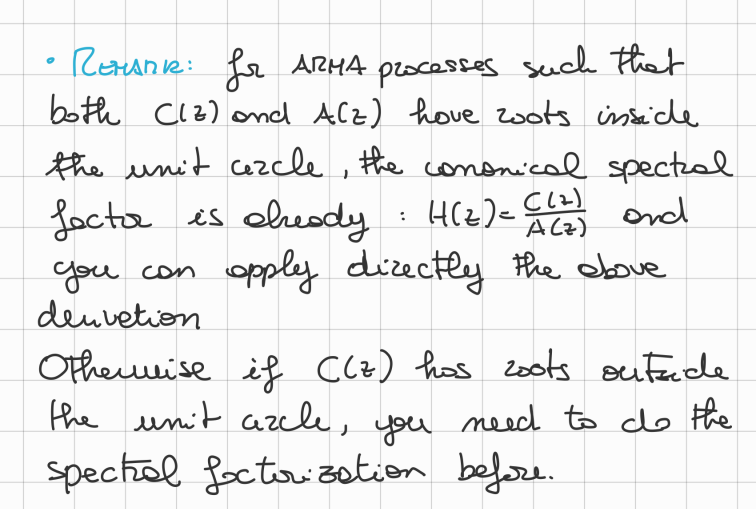 • REMARK: for ARMA processes such that
both C(z) and A(z) have roots inside
the unit circle, the canonical spectral
factor is already : H(z) = C(z)/A(z) and
you can apply directly the above
derivation
Otherwise if C(z) has roots outside
the unit circle, you need to do the
spectral factorization before.